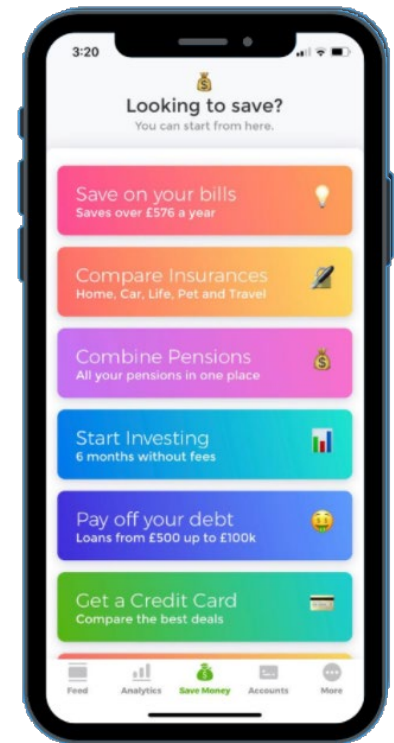 3:20
Looking to save?
You can start from here.
Save on your bills
Saves over £576 a year
Compare Insurances
Home, Car, Life, Pet and Travel
Combine Pensions
All your pensions in one place
Start Investing
6 months without fees
Pay off your debt
Loans from £500 up to £100k
Get a Credit Card
Compare the best deals
Feed Analytics Save Money Accounts More